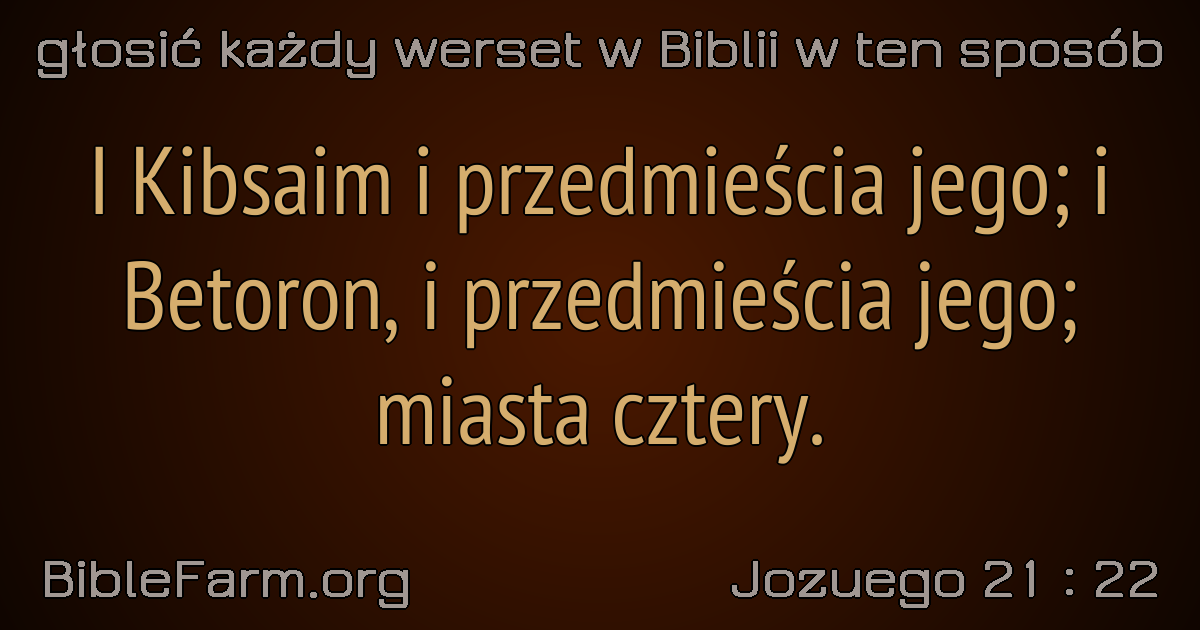 głosić każdy werset w Biblii w ten sposób
I Kibsaim i przedmieścia jego; i
Betoron, i przedmieścia jego;
miasta cztery.
BibleFarm.org
Jozuego 21 : 22